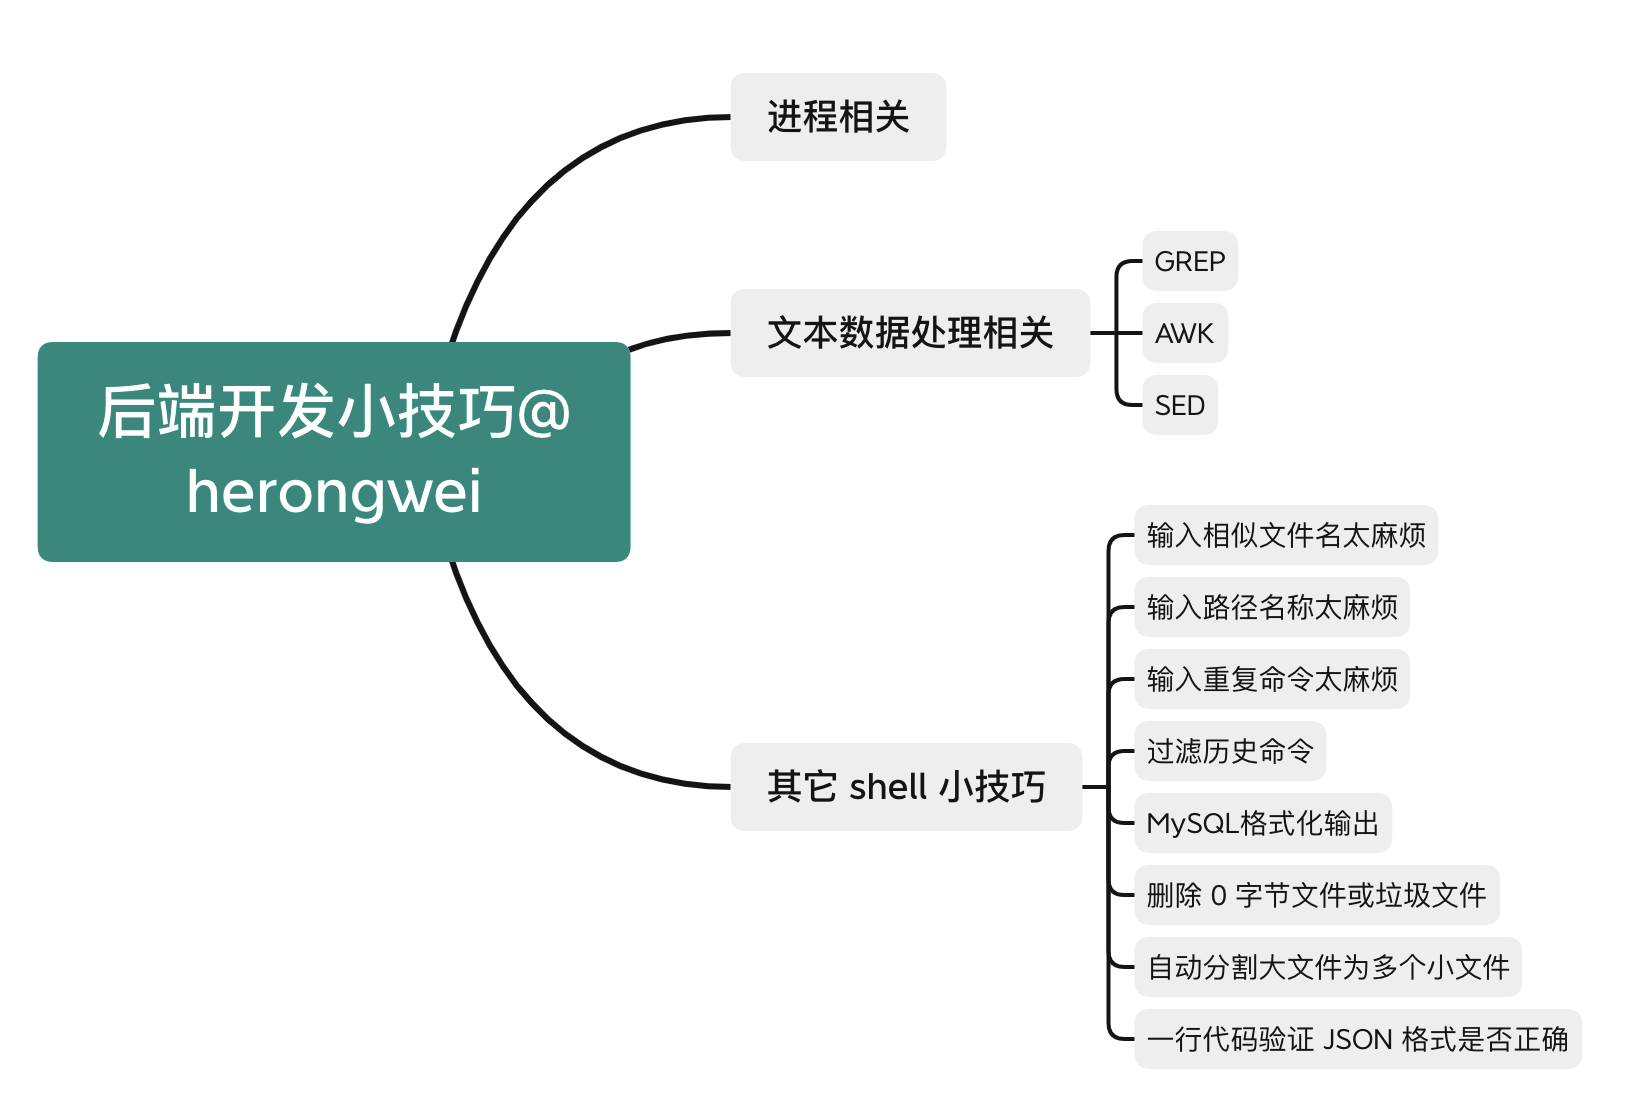 后端开发小技巧@
herongwei
进程相关
文本数据处理相关
GREP
AWK
SED
其它 shell 小技巧
输入相似文件名太麻烦
输入路径名称太麻烦
输入重复命令太麻烦
过滤历史命令
MySQL格式化输出
删除 0 字节文件或垃圾文件
自动分割大文件为多个小文件
一行代码验证 JSON 格式是否正确